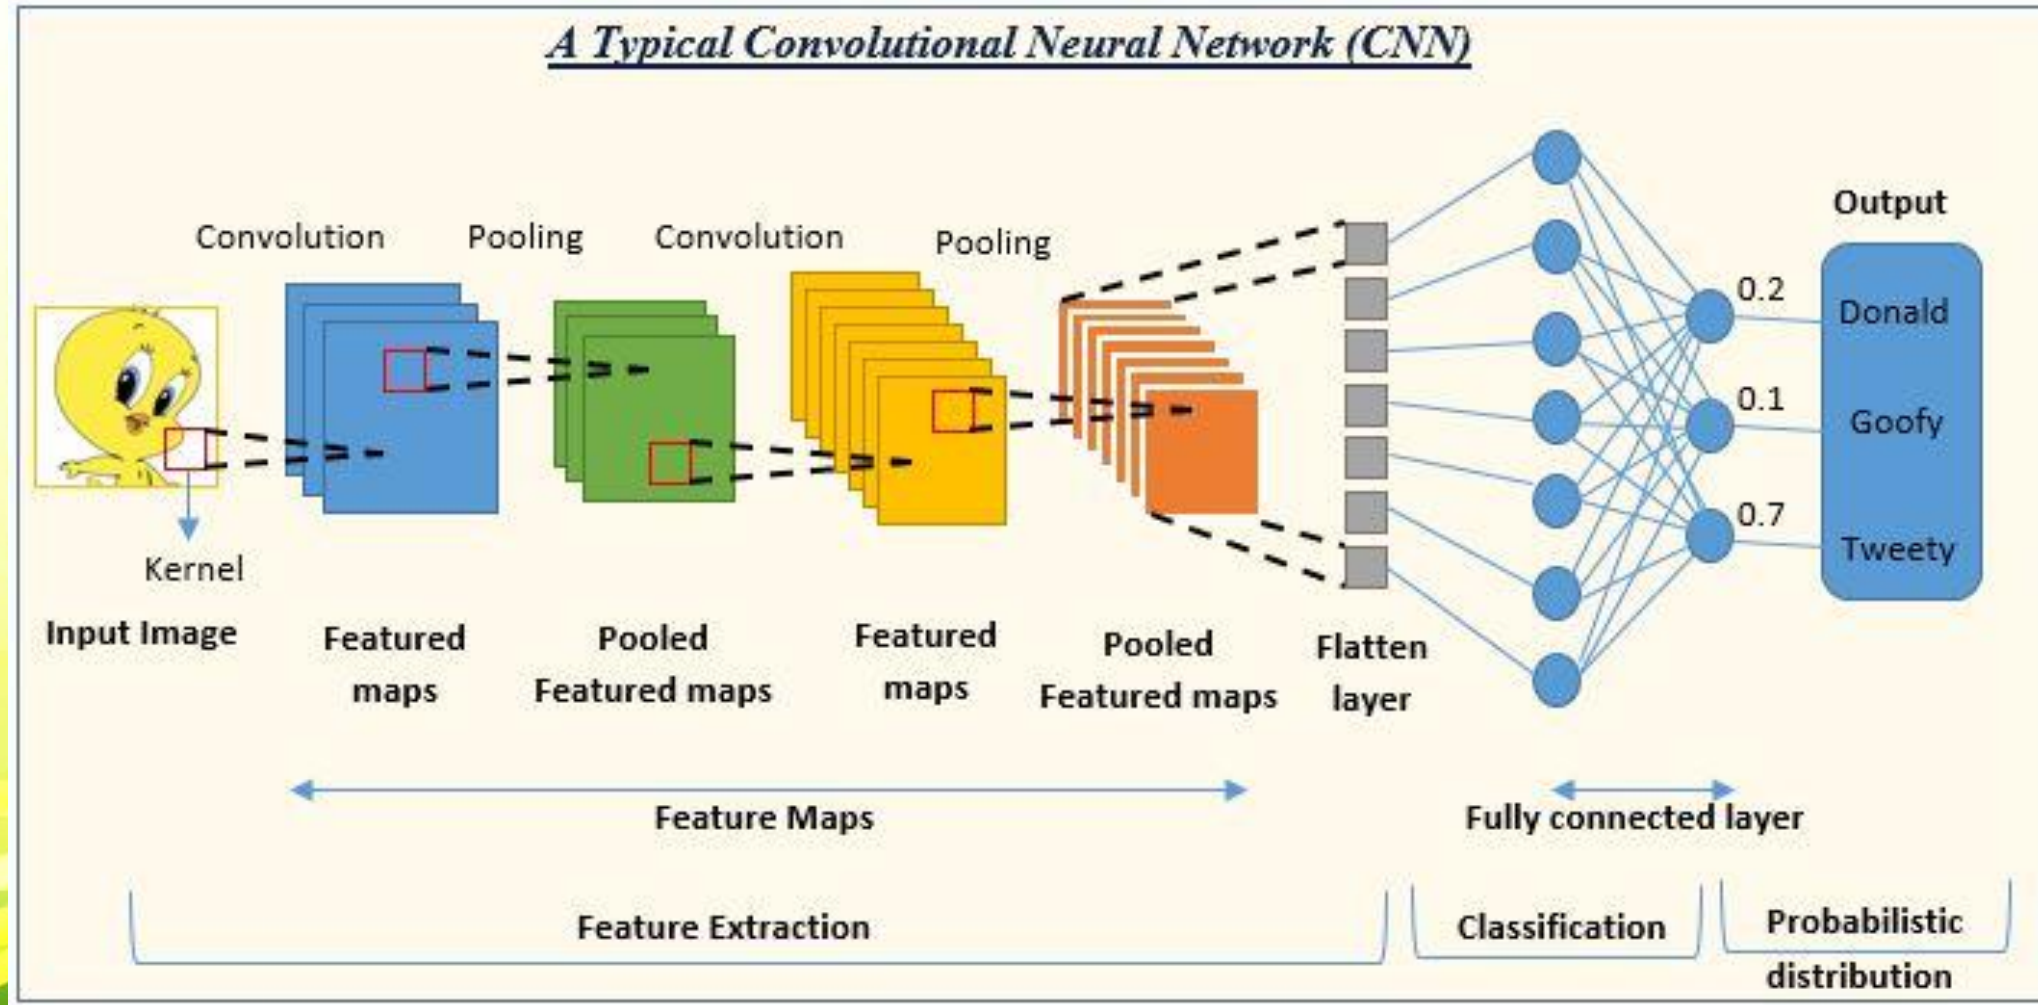 A Typical Convolutional Neural Network (CNN)
Convolution
Pooling
Convolution
Pooling
Output
0.2
Donald
0.1
Goofy
0.7
Tweety
Kernel
Input Image
Featured
maps
Pooled
Featured maps
Featured
maps
Pooled
Featured maps
Flatten
layer
Feature Maps
Fully connected layer
Feature Extraction
Classification
Probabilistic
distribution